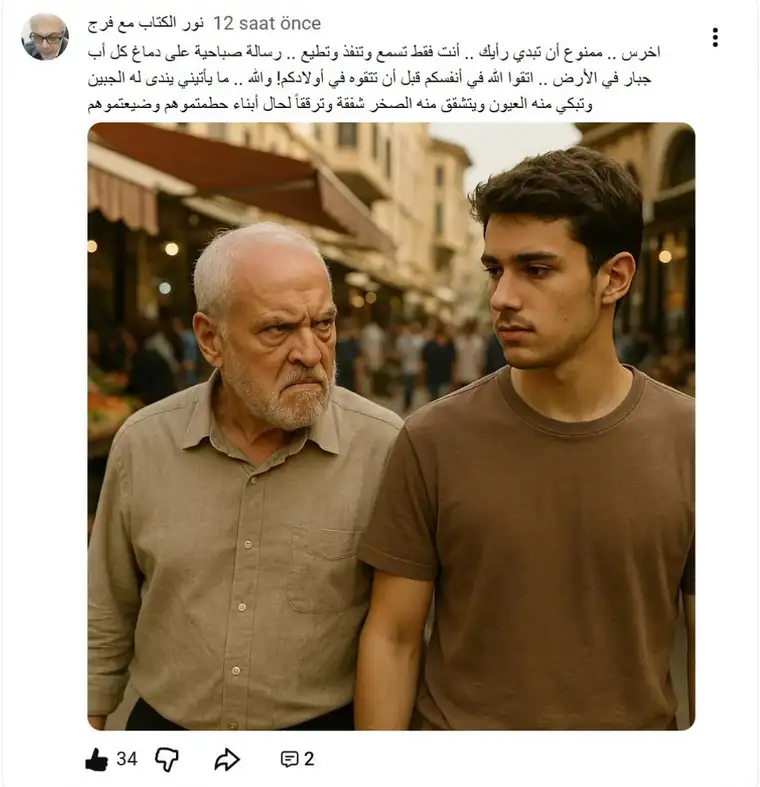 نور الكتاب مع فرج 12 saat önce
اخرس .. ممنوع أن تبدي رأيك .. أنت فقط تسمع وتنفذ وتطيع .. رسالة صباحية على دماغ كل أب
جبار في الأرض .. اتقوا الله في أنفسكم قبل أن تتقوه في أولادكم! والله .. ما يأتيني يندى له الجبين
وتبكي منه العيون ويتشقق منه الصخر شفقة وترققاً لحال أبناء حطمتموهم وضيعتموهم
34 2